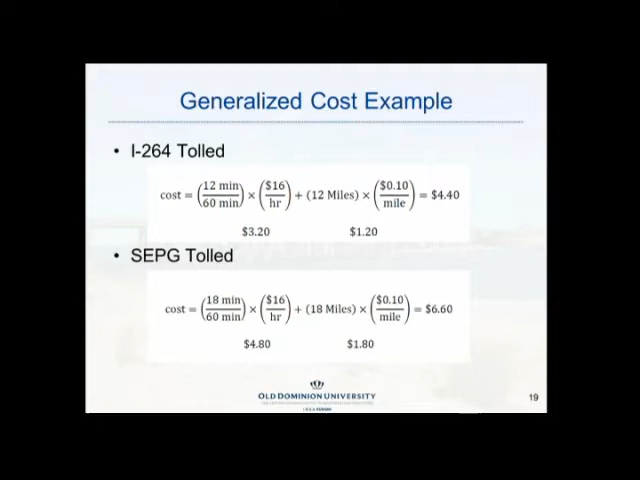 Generalized Cost Example
• I-264 Tolled
cost = (12 min/60 min) × ($16/hr) + (12 Miles) × ($0.10/mile) = $4.40
$3.20 $1.20
• SEPG Tolled
cost = (18 min/60 min) × ($16/hr) + (18 Miles) × ($0.10/mile) = $6.60
$4.80 $1.80
OLD DOMINION UNIVERSITY
19